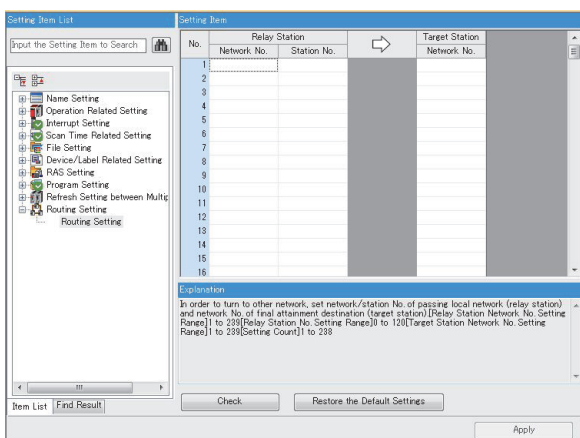 Setting Item List
Setting Item
Input the Setting Item to Search
No.
Relay Station
Target Station
Network No.
Station No.
Network No.
1
2
3
4
5
6
7
8
9
10
11
12
13
14
15
16
Name Setting
Operation Related Setting
Interrupt Setting
Scan Time Related Setting
File Setting
Device/Label Related Setting
RAS Setting
Program Setting
Refresh Setting between Multip
Routing Setting
Routing Setting
Explanation
In order to turn to other network, set network/station No. of passing local network (relay station)
and network No. of final attainment destination (target station).[Relay Station Network No. Setting
Range]1 to 239[Relay Station No. Setting Range]0 to 120[Target Station Network No. Setting
Range]1 to 239[Setting Count]1 to 238
Item List
Find Result
Check
Restore the Default Settings
Apply